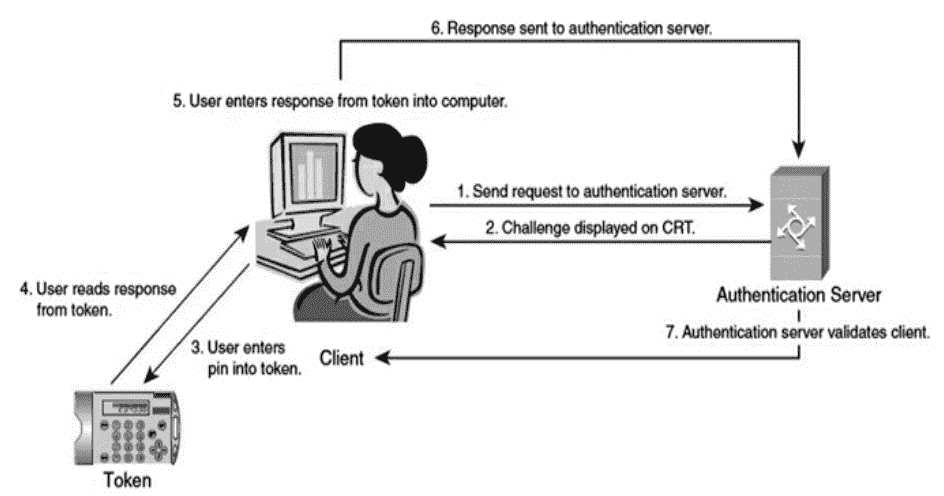 6. Response sent to authentication server.
5. User enters response from token into computer.
1. Send request to authentication server.
2. Challenge displayed on CRT.
4. User reads response
from token.
Authentication Server
7. Authentication server validates client.
3. User enters
pin into token.
Client
Token